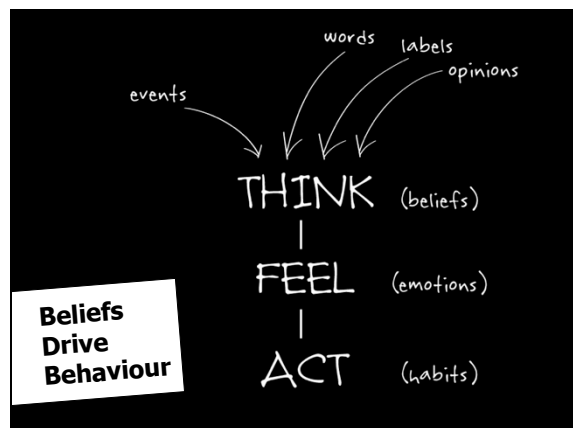 words
labels
opinions
events
THINK (beliefs)
FEEL (emotions)
ACT (habits)
Beliefs
Drive
Behaviour